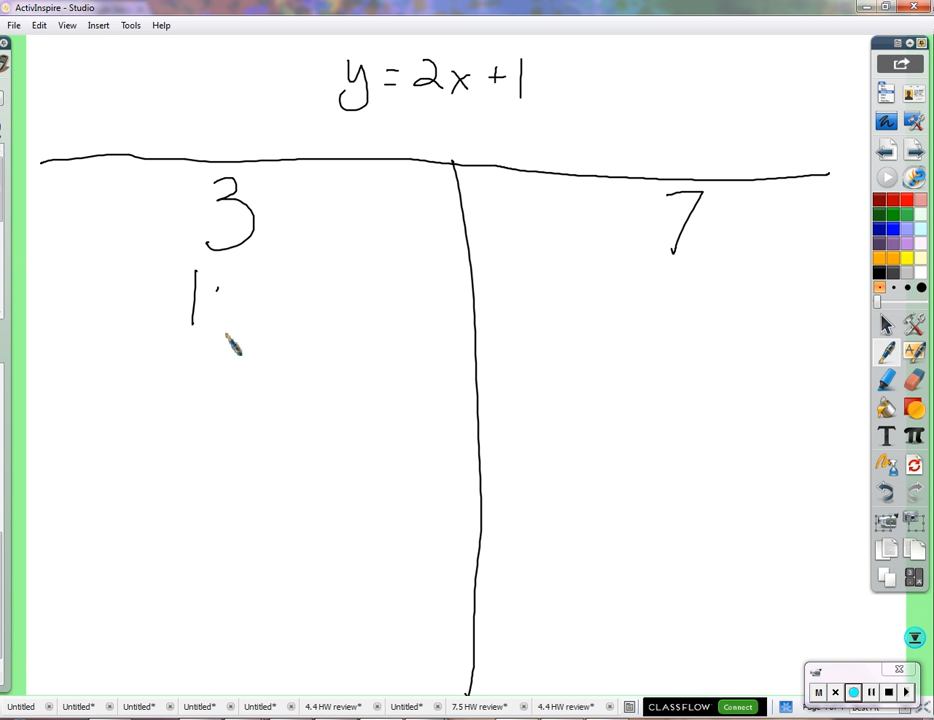 ActivInspire - Studio
File Edit View Insert Tools Help
y = 2x + 1
3 7
1
Untitled Untitled* Untitled* Untitled* Untitled* 4.4 HW review* Untitled* 7.5 HW review* 4.4 HW review* CLASSFLOW Connect